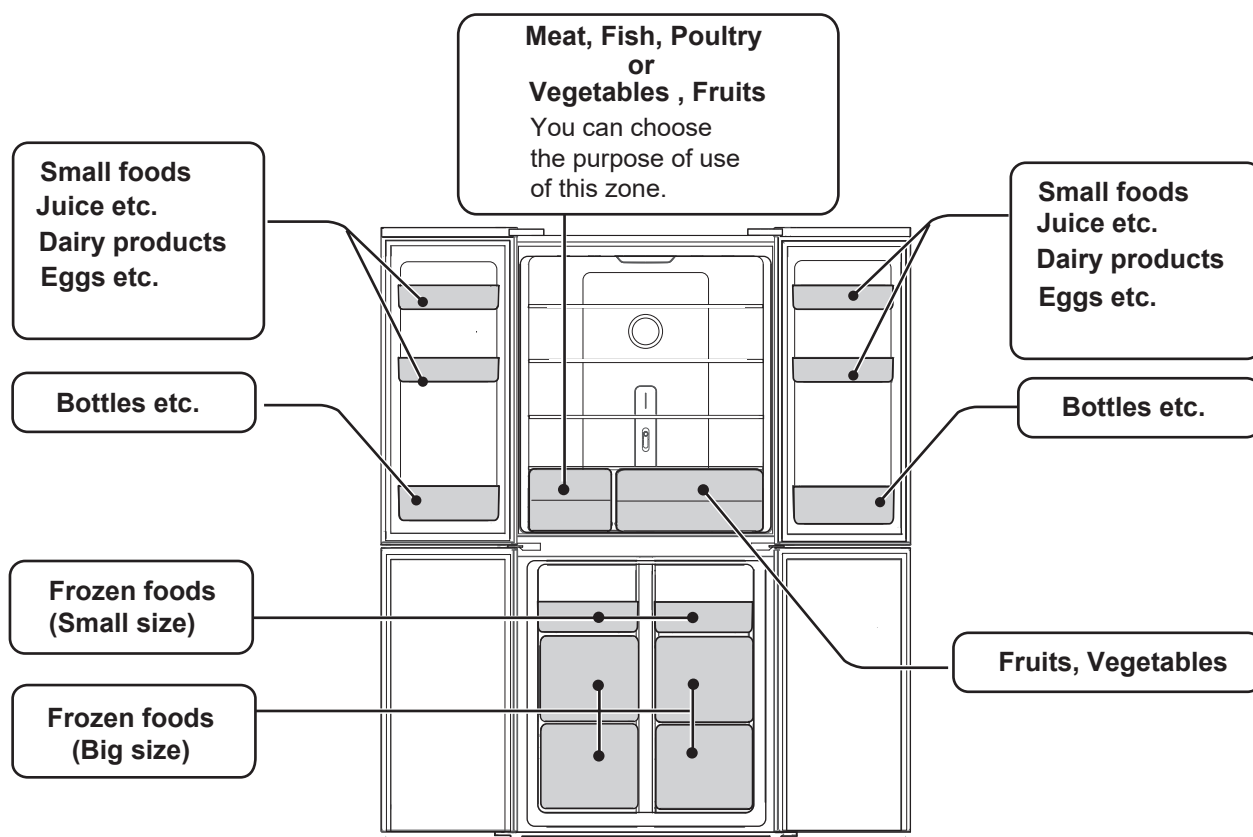 Meat, Fish, Poultry
or
Vegetables , Fruits
You can choose
the purpose of use
of this zone.
Small foods
Juice etc.
Dairy products
Eggs etc.
Small foods
Juice etc.
Dairy products
Eggs etc.
Bottles etc.
Bottles etc.
Frozen foods
(Small size)
Fruits, Vegetables
Frozen foods
(Big size)